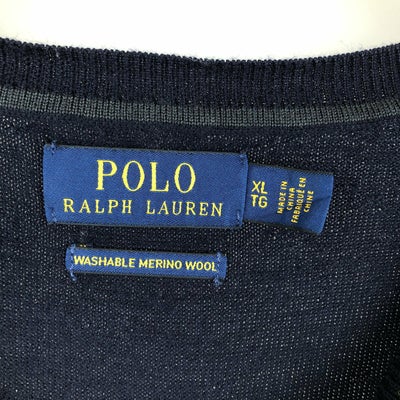 POLO
RALPH LAUREN
XL
TG
MADE IN
CHINA
FABRIQUÉ EN
CHINE
WASHABLE MERINO WOOL